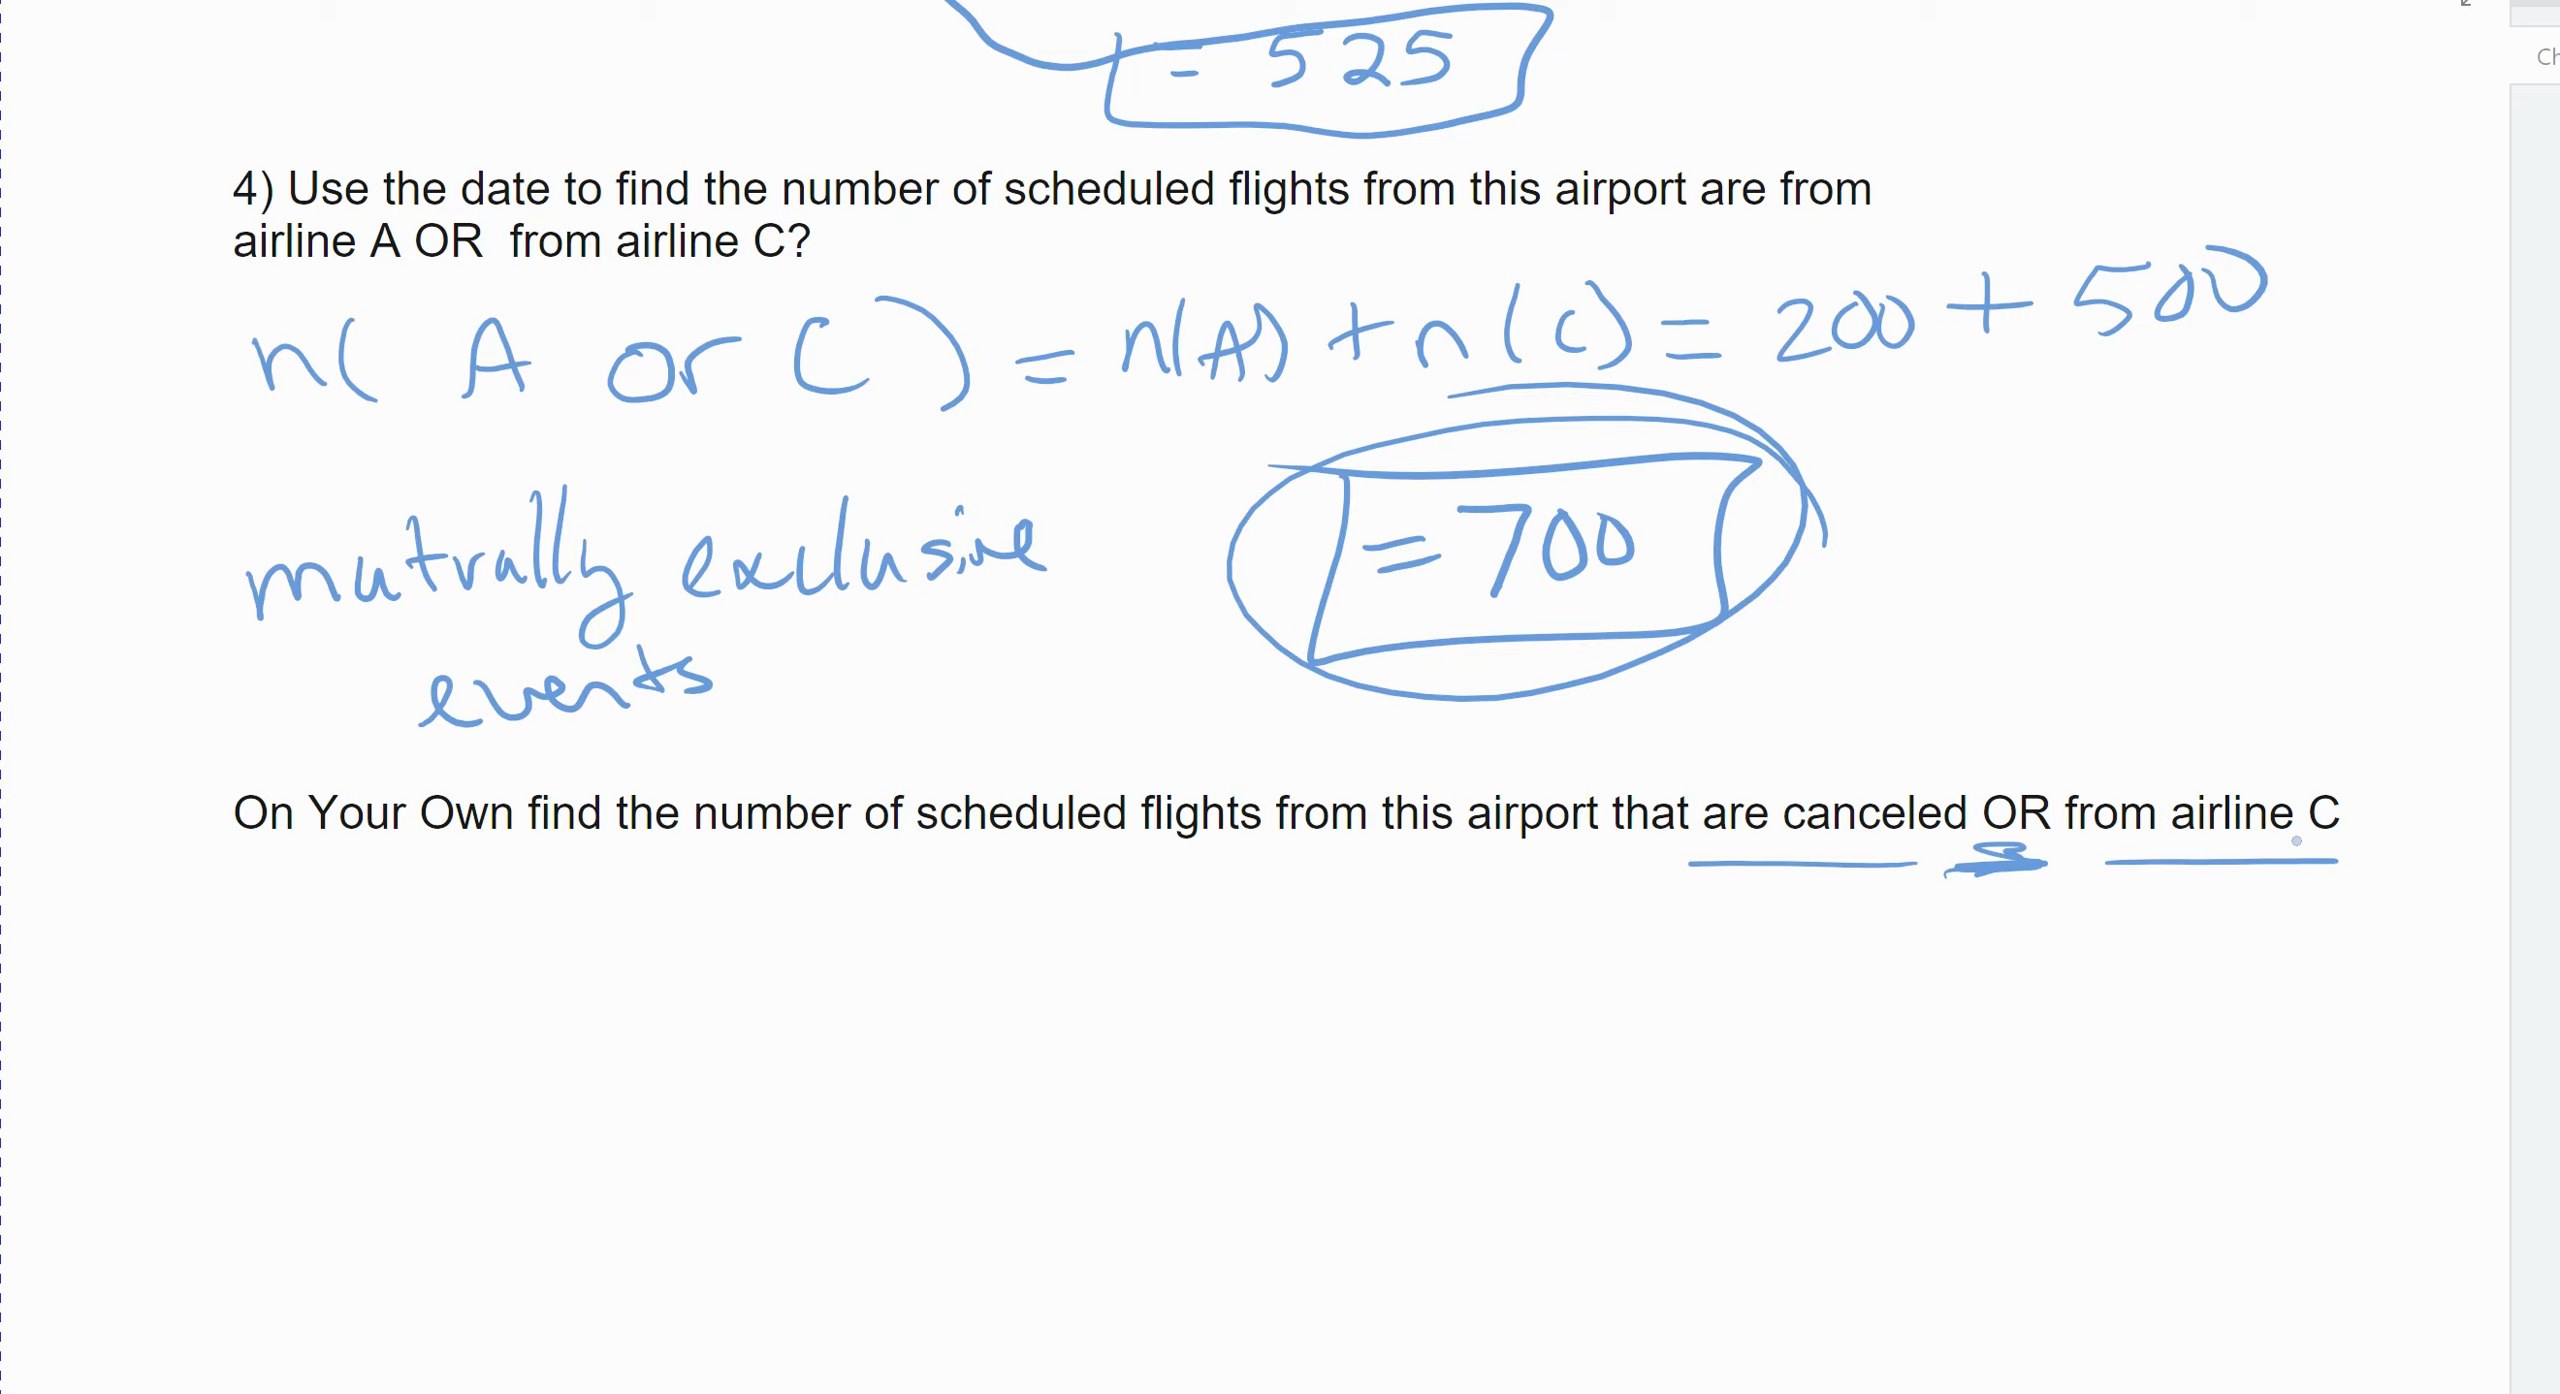 = 525
Ch
4) Use the date to find the number of scheduled flights from this airport are from
airline A OR from airline C?
n( A or C ) = n(A) + n(C) = 200 + 500
= 700
mutually exclusive
events
On Your Own find the number of scheduled flights from this airport that are canceled OR from airline C